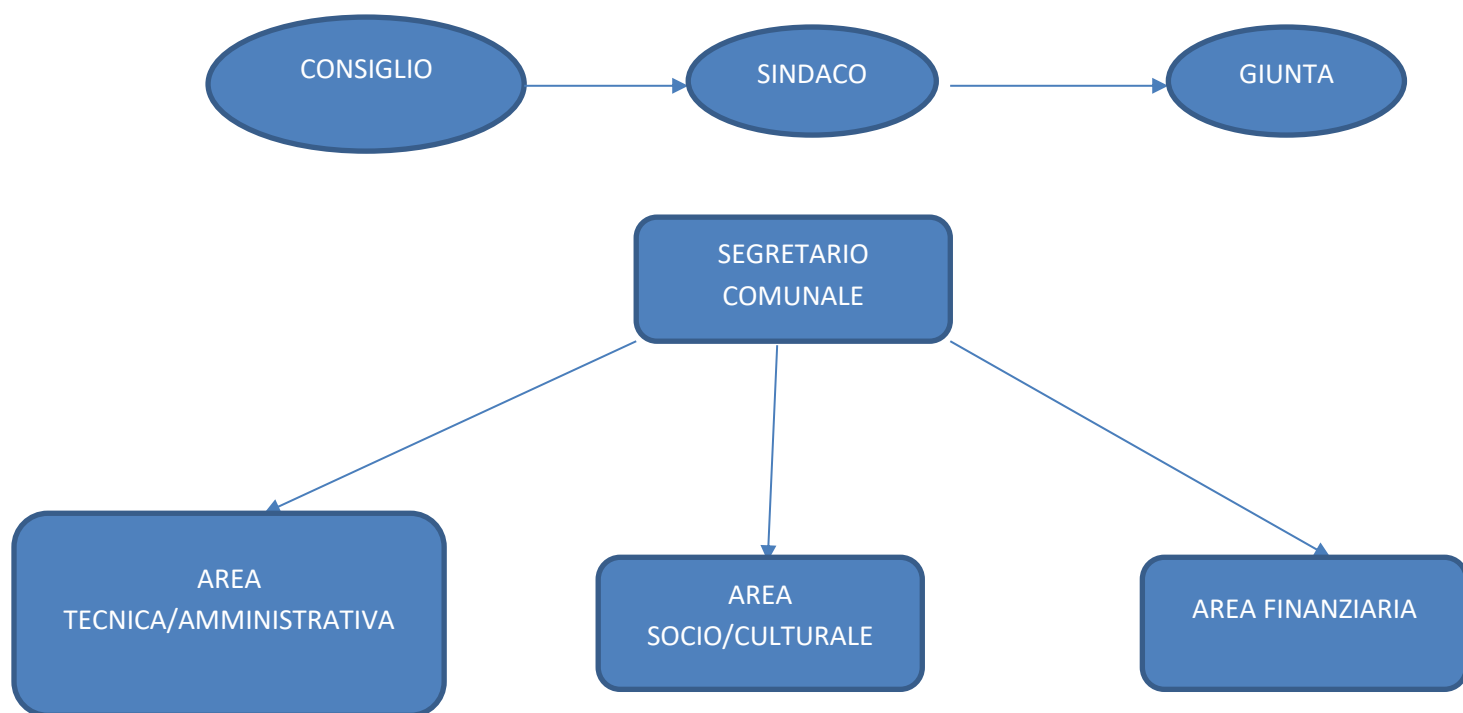 CONSIGLIO
SINDACO
GIUNTA
SEGRETARIO
COMUNALE
AREA
TECNICA/AMMINISTRATIVA
AREA
SOCIO/CULTURALE
AREA FINANZIARIA